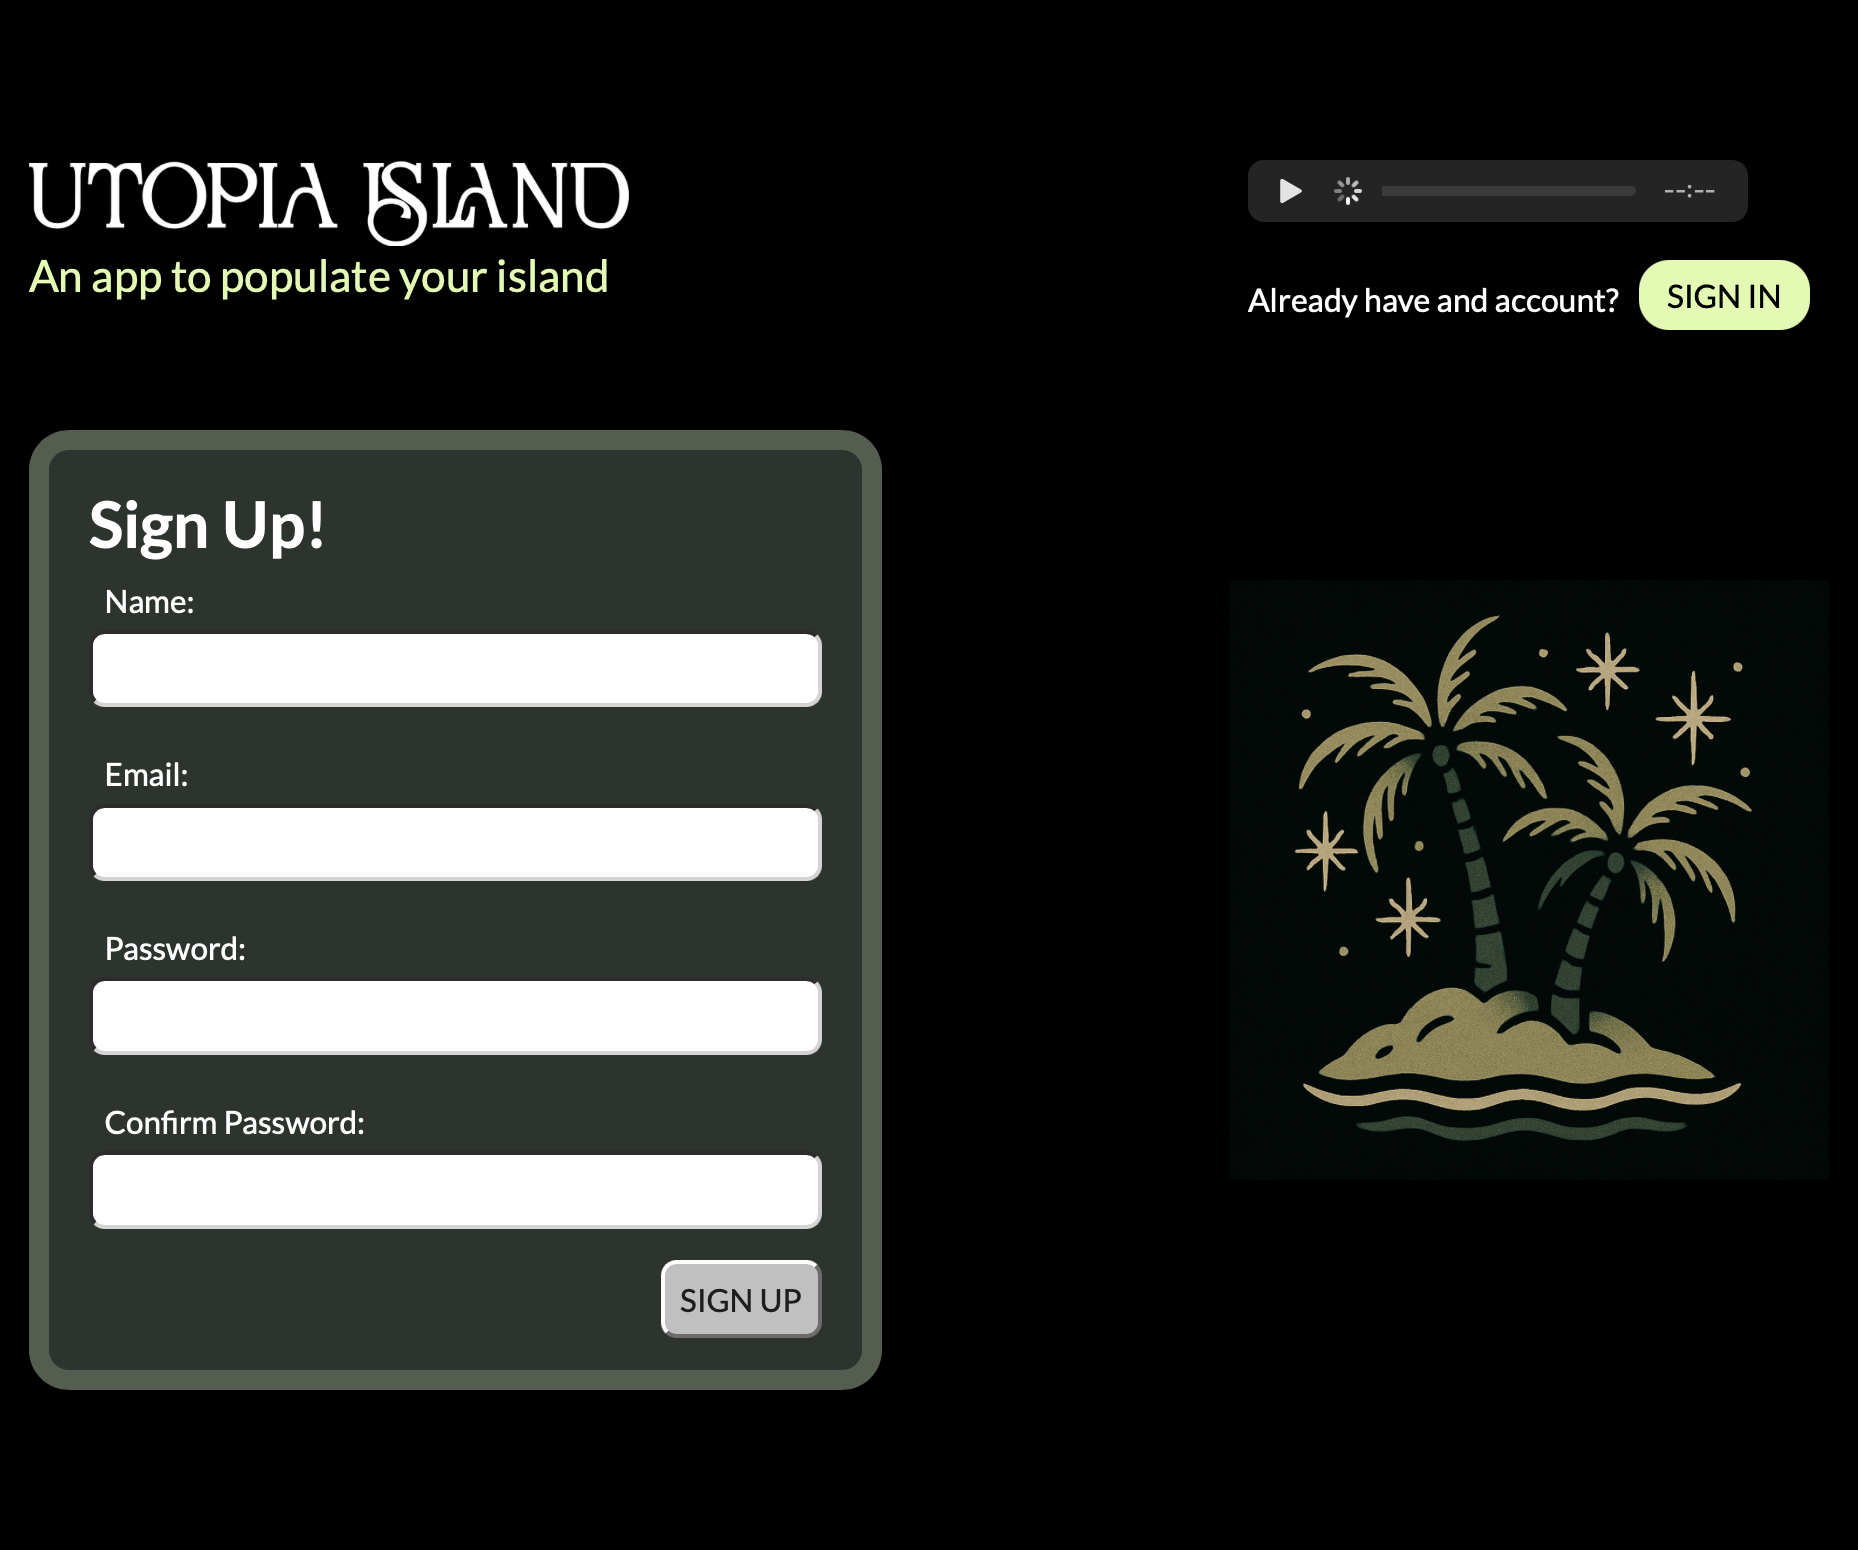 UTOPIA ISLAND
An app to populate your island
--:--
Already have and account?
SIGN IN
Sign Up!
Name:
Email:
Password:
Confirm Password:
SIGN UP